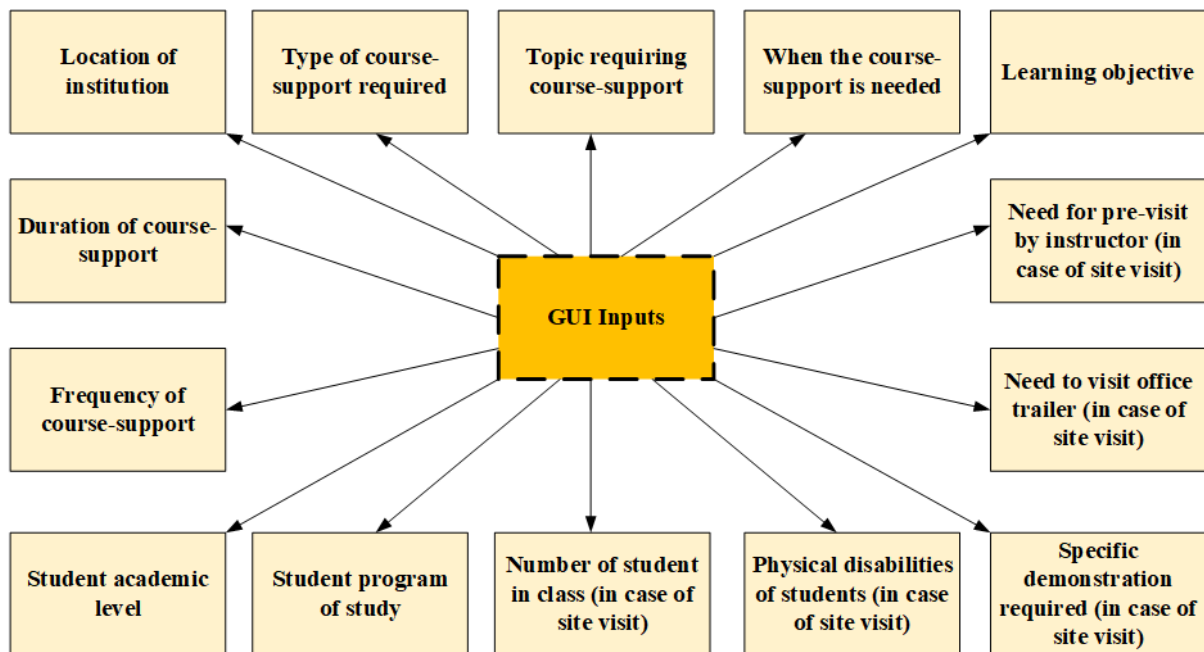 Location of
institution
Type of course-
support required
Topic requiring
course-support
When the course-
support is needed
Learning objective
Duration of course-
support
Need for pre-visit
by instructor (in
case of site visit)
GUI Inputs
Frequency of
course-support
Need to visit office
trailer (in case of
site visit)
Student academic
level
Student program
of study
Number of student
in class (in case of
site visit)
Physical disabilities
of students (in case
of site visit)
Specific
demonstration
required (in case of
site visit)